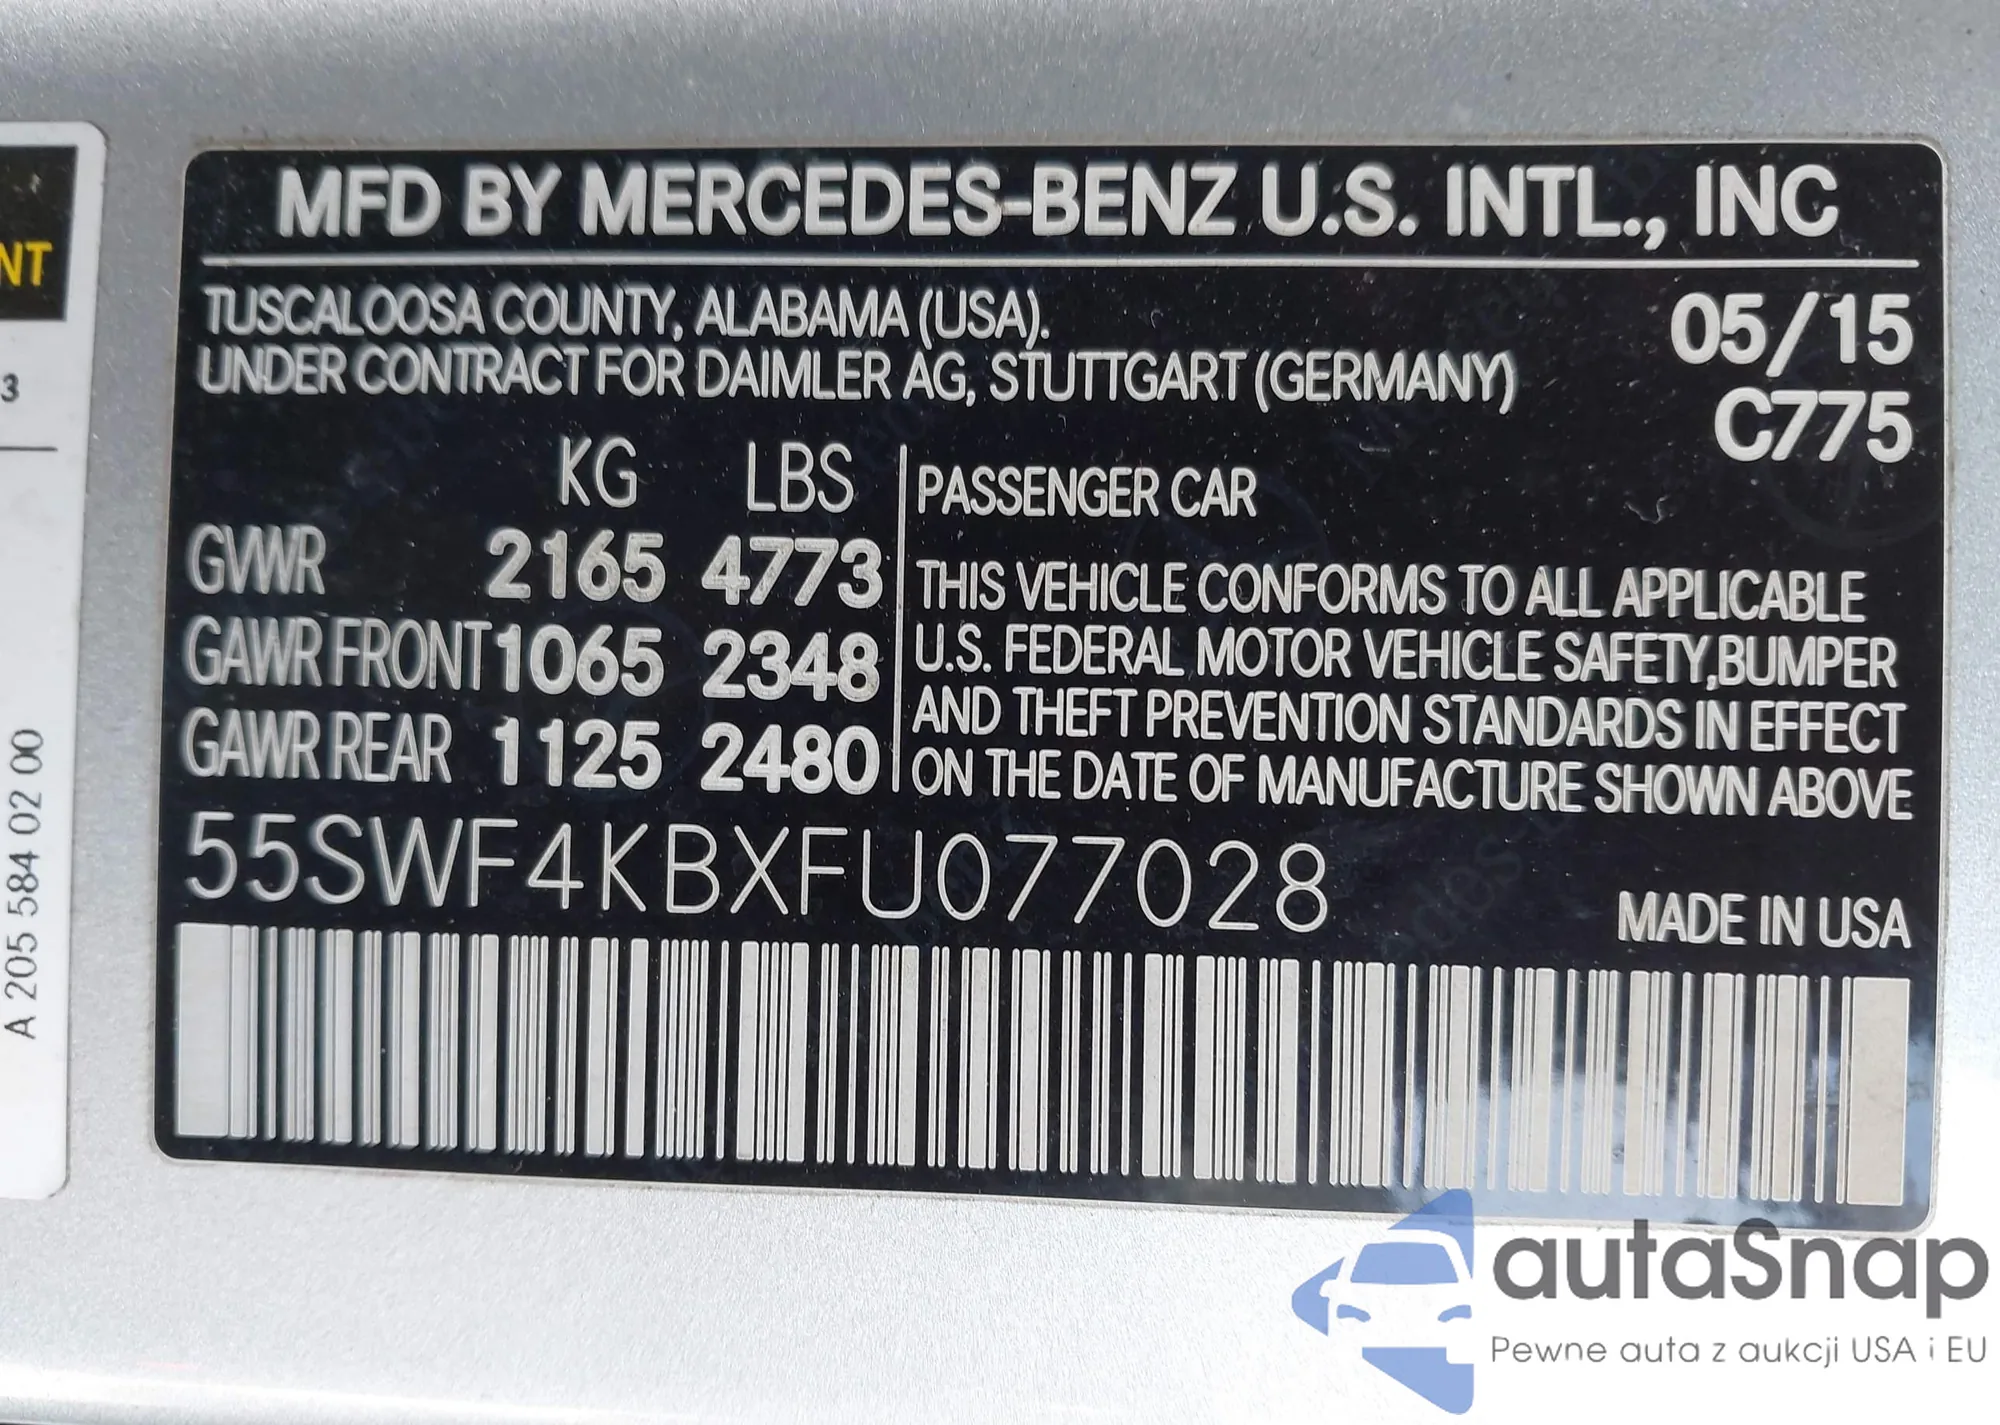 MFD BY MERCEDES-BENZ U.S. INTL., INC
TUSCALOOSA COUNTY, ALABAMA (USA).
UNDER CONTRACT FOR DAIMLER AG, STUTTGART (GERMANY)
05/15
C775
KG LBS
GVWR 2165 4773
GAWR FRONT 1065 2348
GAWR REAR 1125 2480
PASSENGER CAR
THIS VEHICLE CONFORMS TO ALL APPLICABLE
U.S. FEDERAL MOTOR VEHICLE SAFETY,BUMPER
AND THEFT PREVENTION STANDARDS IN EFFECT
ON THE DATE OF MANUFACTURE SHOWN ABOVE
55SWF4KBXFU077028
MADE IN USA
NT
3
A 205 584 02 00
autaSnap
Pewne auta z aukcji USA i EU